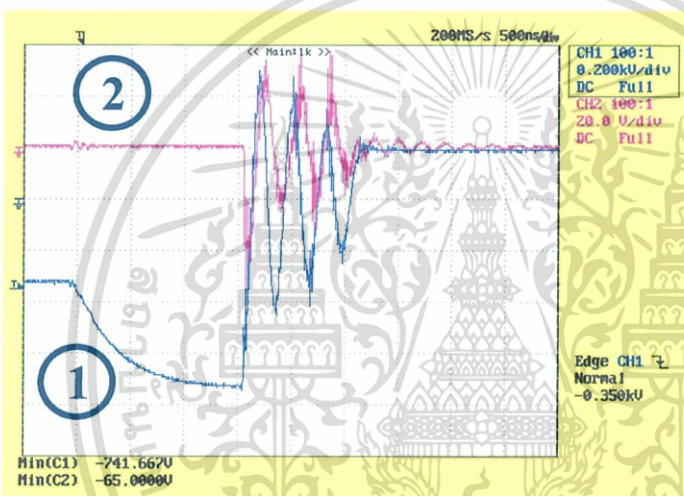 200MS/s 500ns/div
<< Main:1k >>
CH1 100:1
0.200kV/div
DC Full
CH2 100:1
20.0 V/div
DC Full
2
1
Edge CH1
Normal
-0.350kV
Min(C1) -741.667V
Min(C2) -65.0000V